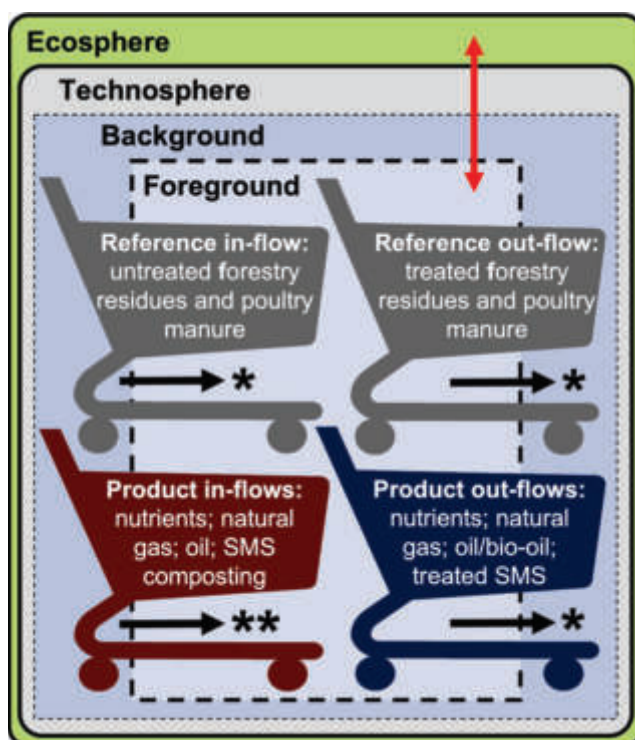 Ecosphere
Technosphere
Background
Foreground
Reference in-flow:
untreated forestry
residues and poultry
manure
*
Reference out-flow:
treated forestry
residues and poultry
manure
*
Product in-flows:
nutrients; natural
gas; oil; SMS
composting
**
Product out-flows:
nutrients; natural
gas; oil/bio-oil;
treated SMS
*